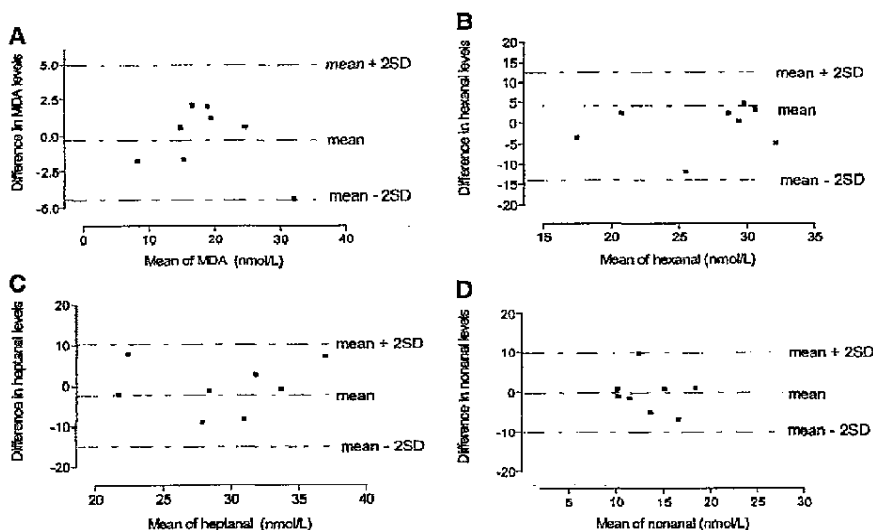 A
Difference in MDA levels
5.0
2.5
0.0
-2.5
-5.0
mean + 2SD
mean
mean - 2SD
0
10
20
30
40
Mean of MDA (nmol/L)
B
Difference in hexanal levels
20
15
10
5
0
-5
-10
-15
-20
mean + 2SD
mean
mean - 2SD
15
20
25
30
35
Mean of hexanal (nmol/L)
C
Difference in heptanal levels
20
10
0
-10
-20
mean + 2SD
mean
mean - 2SD
20
25
30
35
40
Mean of heptanal (nmol/L)
D
Difference in nonanal levels
20
10
0
-10
-20
mean + 2SD
mean
mean - 2SD
5
10
15
20
25
30
Mean of nonanal (nmol/L)